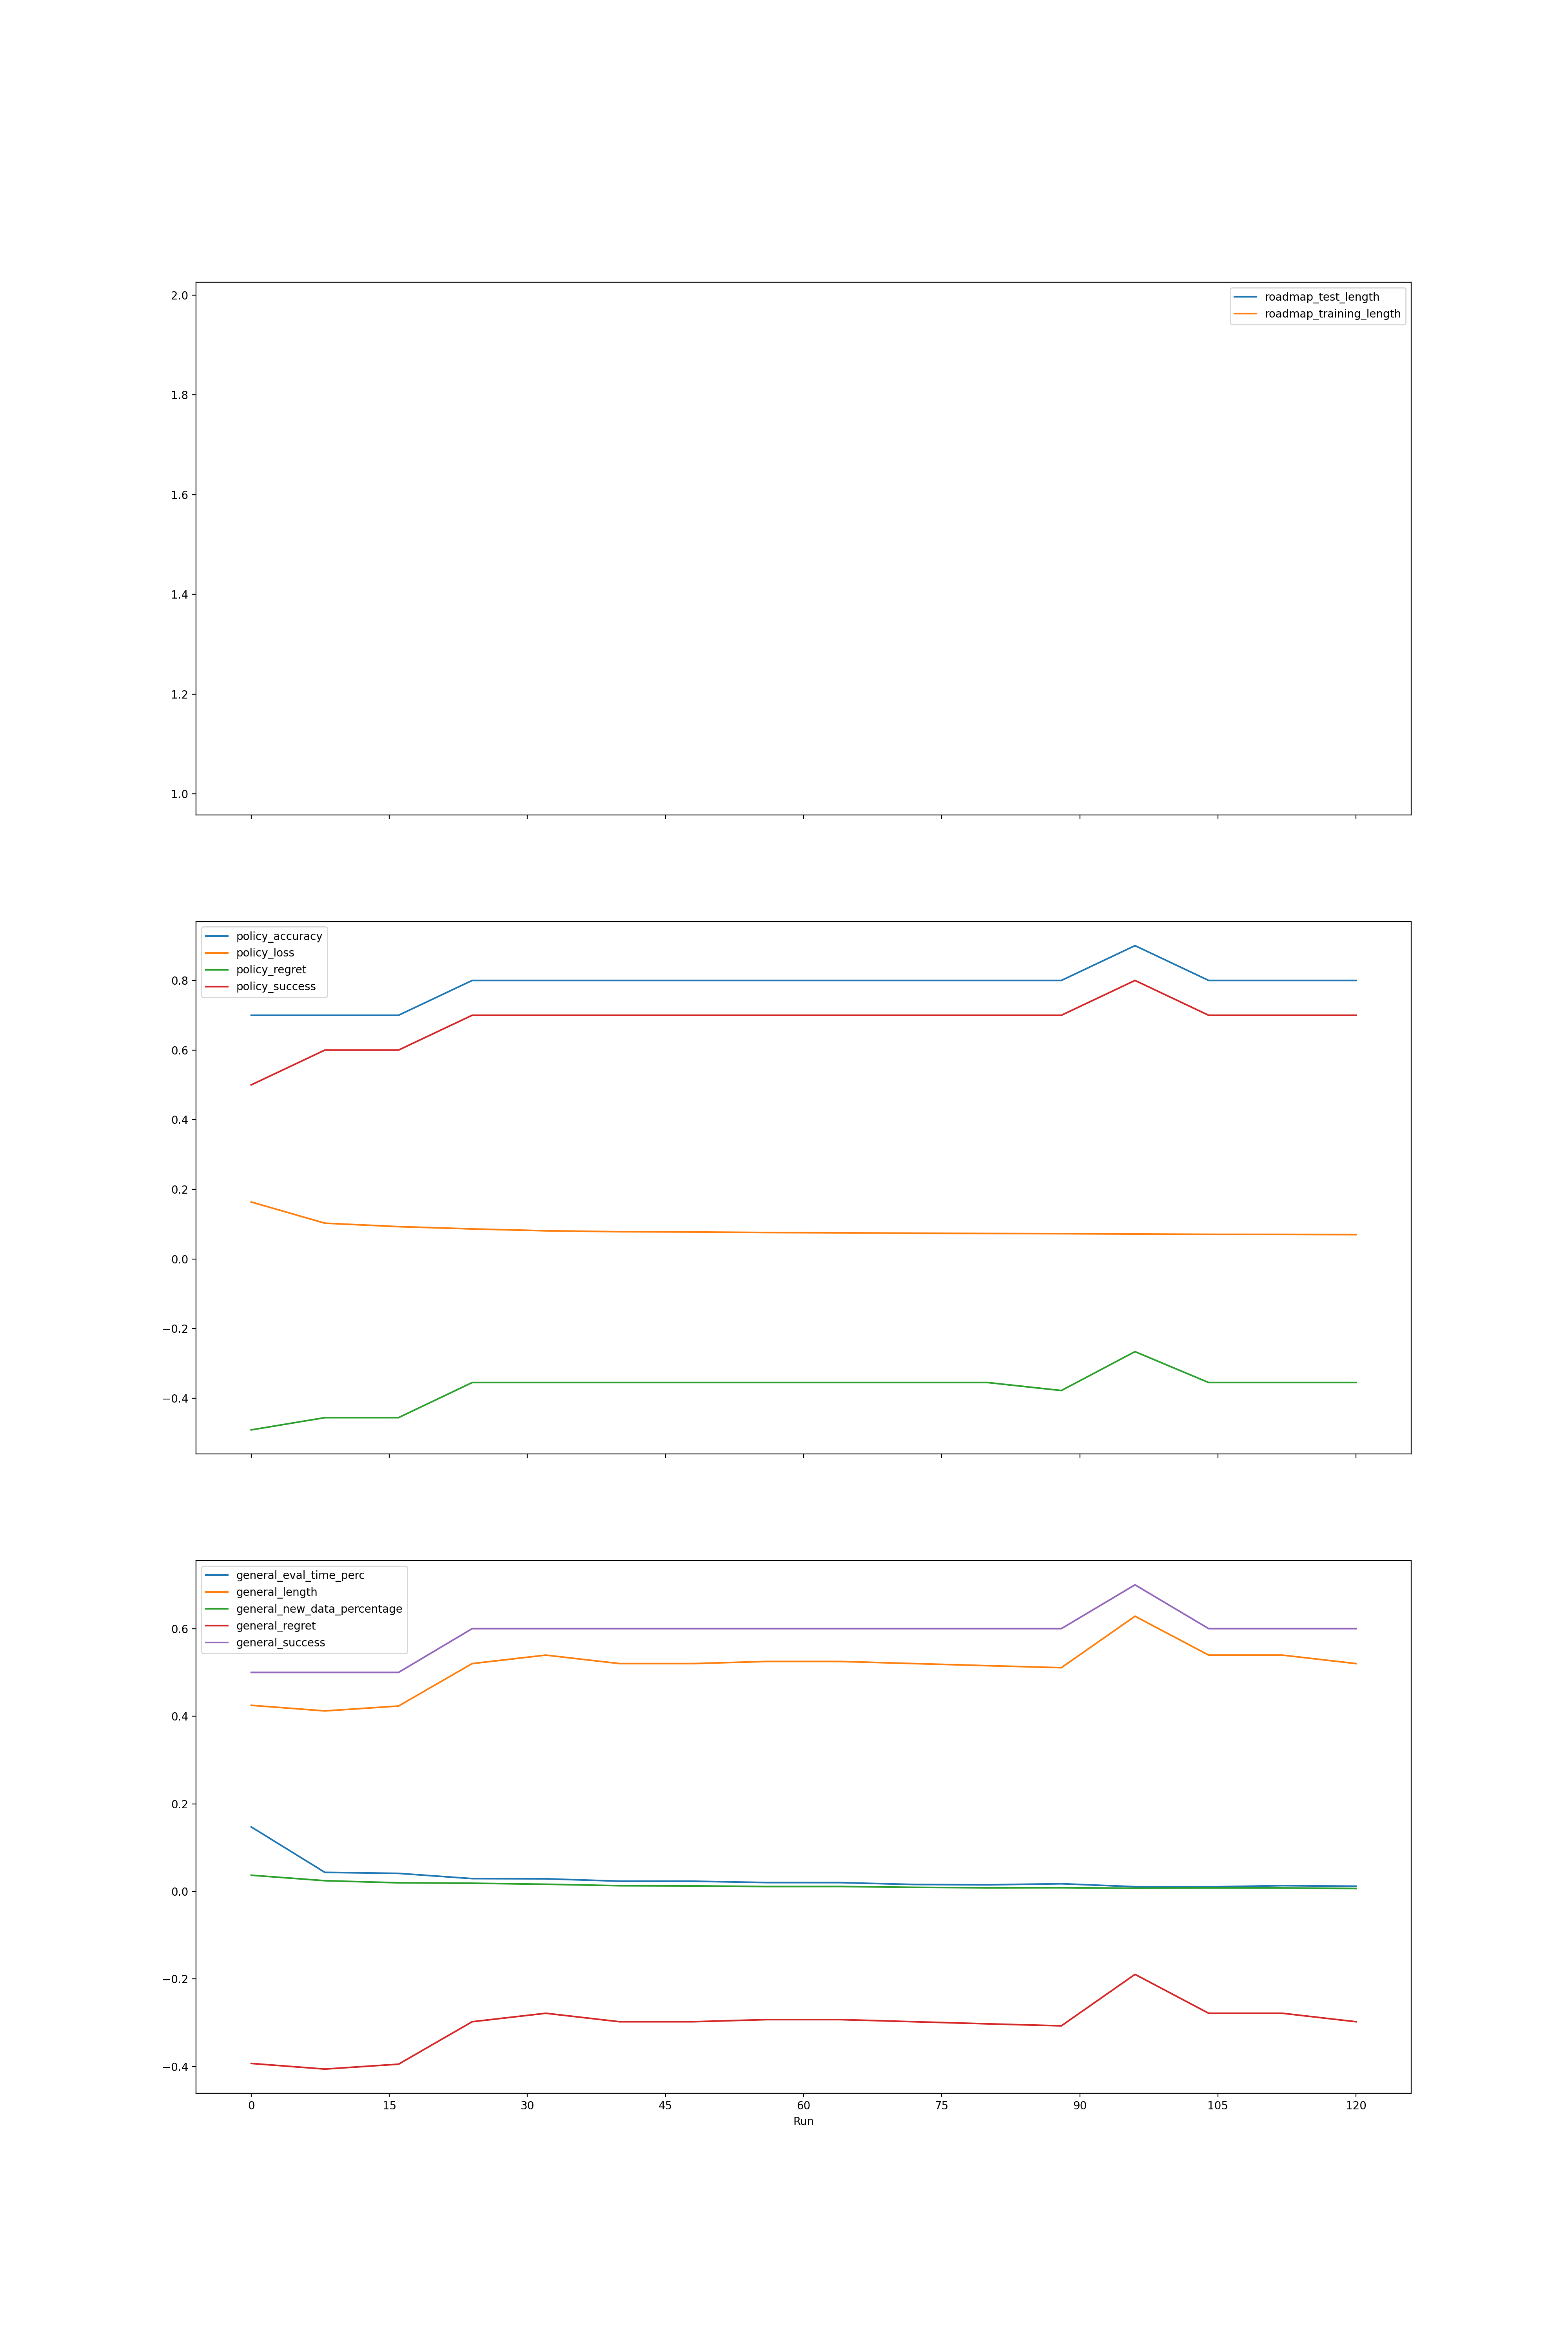 2.0
1.8
1.6
1.4
1.2
1.0
roadmap_test_length
roadmap_training_length
0.8
0.6
0.4
0.2
0.0
−0.2
−0.4
policy_accuracy
policy_loss
policy_regret
policy_success
0.6
0.4
0.2
0.0
−0.2
−0.4
general_eval_time_perc
general_length
general_new_data_percentage
general_regret
general_success
0 15 30 45 60 75 90 105 120
Run